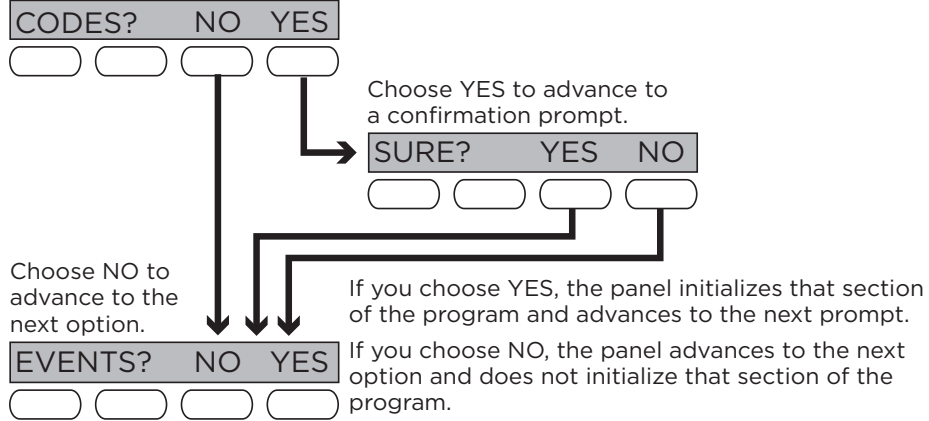 CODES? NO YES
Choose YES to advance to
a confirmation prompt.
SURE? YES NO
Choose NO to
advance to the
next option.
If you choose YES, the panel initializes that section
of the program and advances to the next prompt.
EVENTS? NO YES
If you choose NO, the panel advances to the next
option and does not initialize that section of the
program.